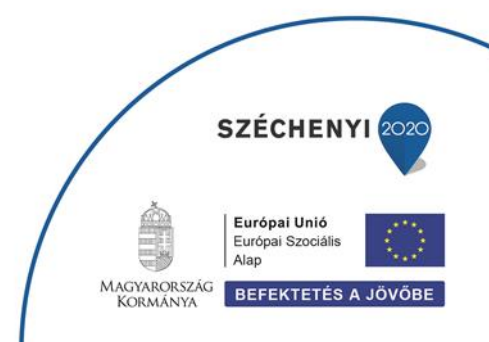 SZÉCHENYI 2020
Európai Unió
Európai Szociális
Alap
MAGYARORSZÁG
KORMÁNYA
BEFEKTETÉS A JÖVŐBE